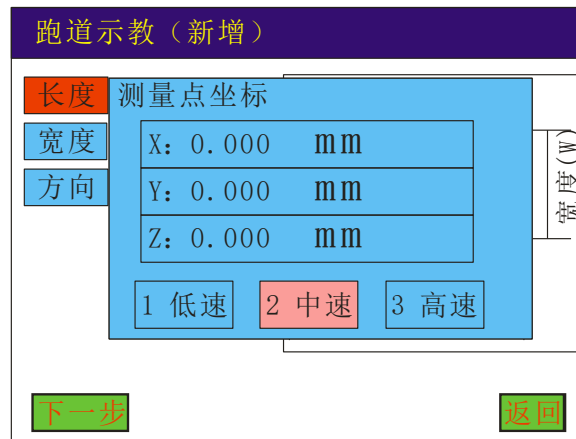 跑道示教（新增）
长度
测量点坐标
宽度
X: 0.000 mm
方向
Y: 0.000 mm
Z: 0.000 mm
宽度(W)
1 低速 2 中速 3 高速
下一步 返回